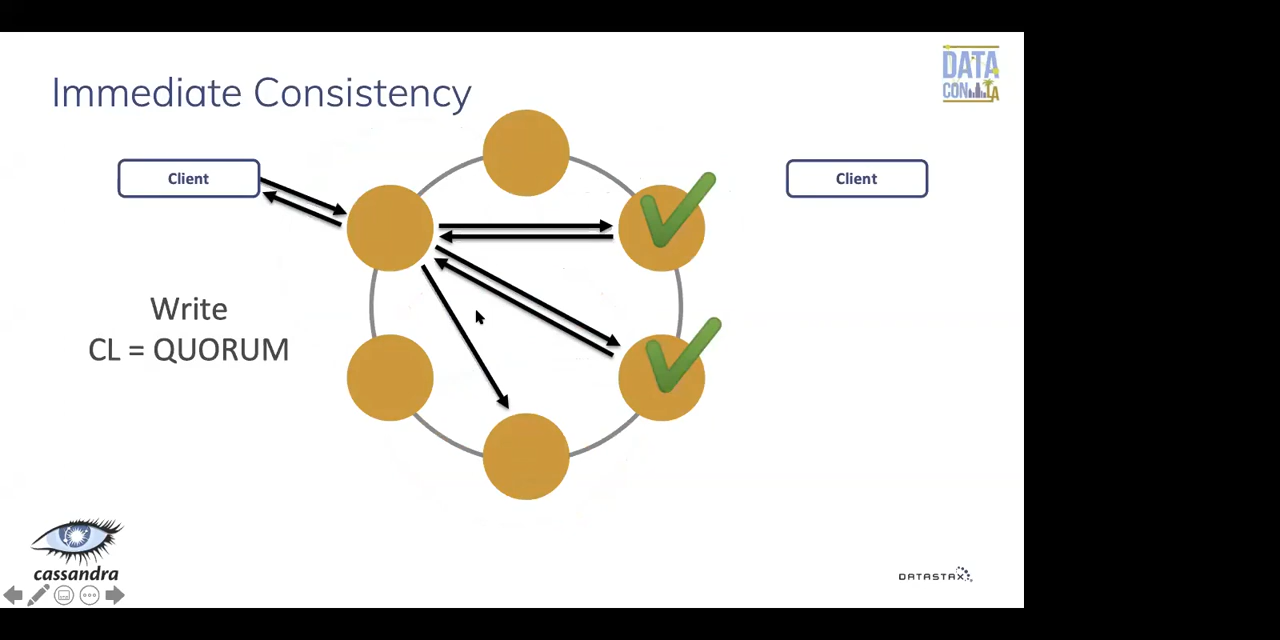 Immediate Consistency
DATA
CON LA
Client
Client
Write
CL = QUORUM
cassandra
DATASTAX